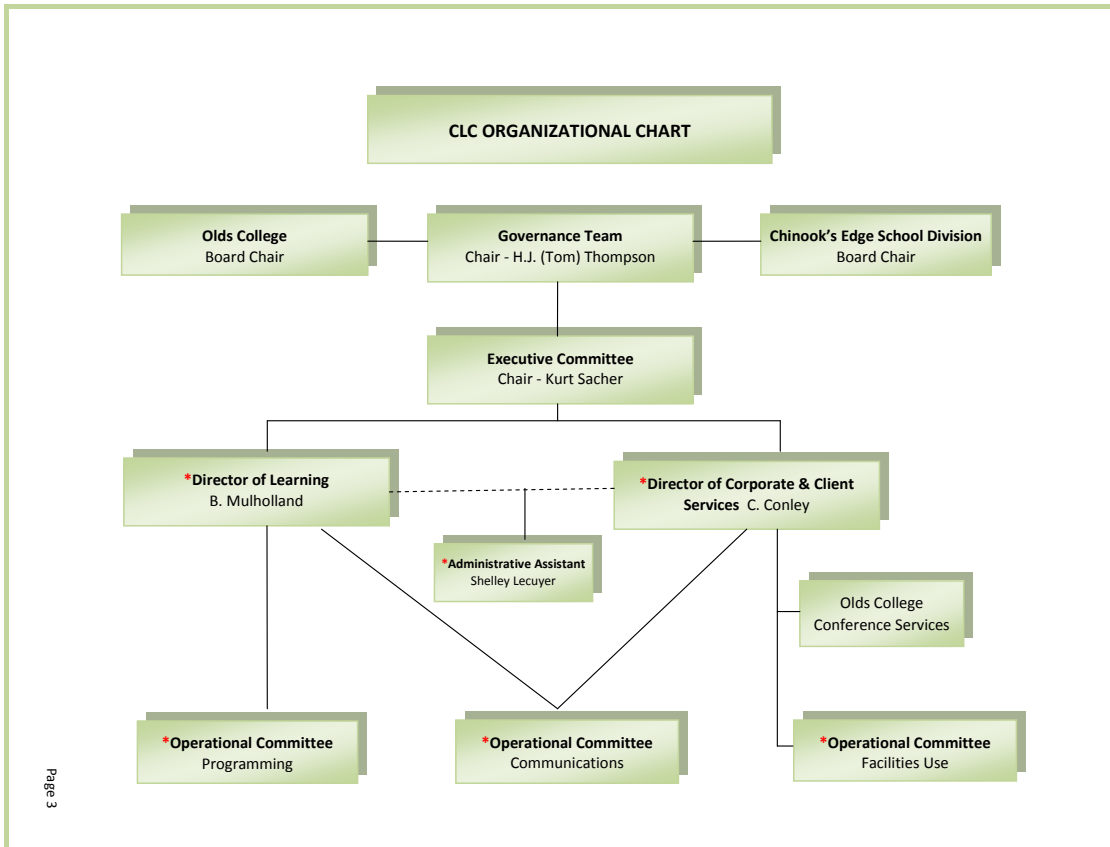 CLC ORGANIZATIONAL CHART
Olds College
Board Chair
Governance Team
Chair - H.J. (Tom) Thompson
Chinook's Edge School Division
Board Chair
Executive Committee
Chair - Kurt Sacher
*Director of Learning
B. Mulholland
*Director of Corporate & Client
Services C. Conley
*Administrative Assistant
Shelley Lecuyer
Olds College
Conference Services
*Operational Committee
Programming
*Operational Committee
Communications
*Operational Committee
Facilities Use
Page 3